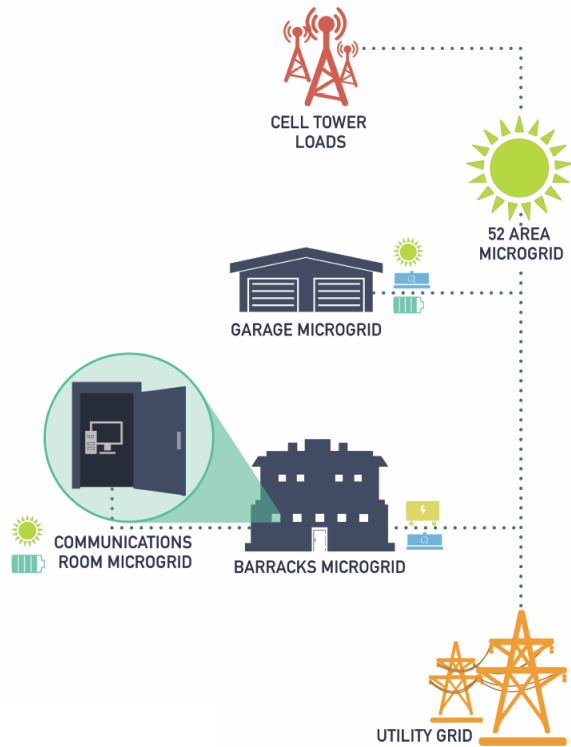 CELL TOWER
LOADS
52 AREA
MICROGRID
GARAGE MICROGRID
COMMUNICATIONS
ROOM MICROGRID
BARRACKS MICROGRID
UTILITY GRID